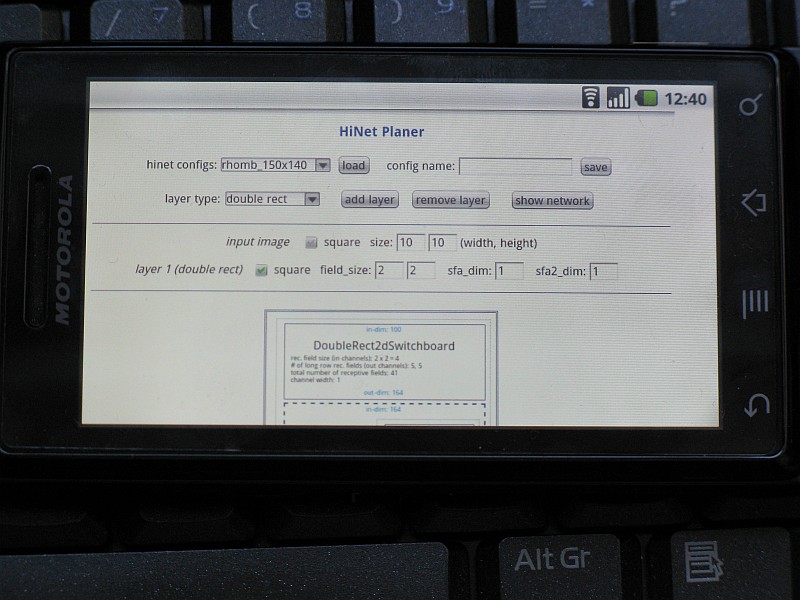 / 7 ( 8 ) 9 = * ?
12:40
HiNet Planer
hinet configs: rhomb_150x140 load config name: save
layer type: double rect add layer remove layer show network
input image square size: 10 10 (width, height)
layer 1 (double rect) square field_size: 2 2 sfa_dim: 1 sfa2_dim: 1
in-dim: 100
DoubleRect2dSwitchboard
rec. field size (in channels): 2 x 2 = 4
# of long row rec. fields (out channels): 5, 5
total number of receptive fields: 41
channel width: 1
out-dim: 164
in-dim: 164
MOTOROLA
Alt Gr